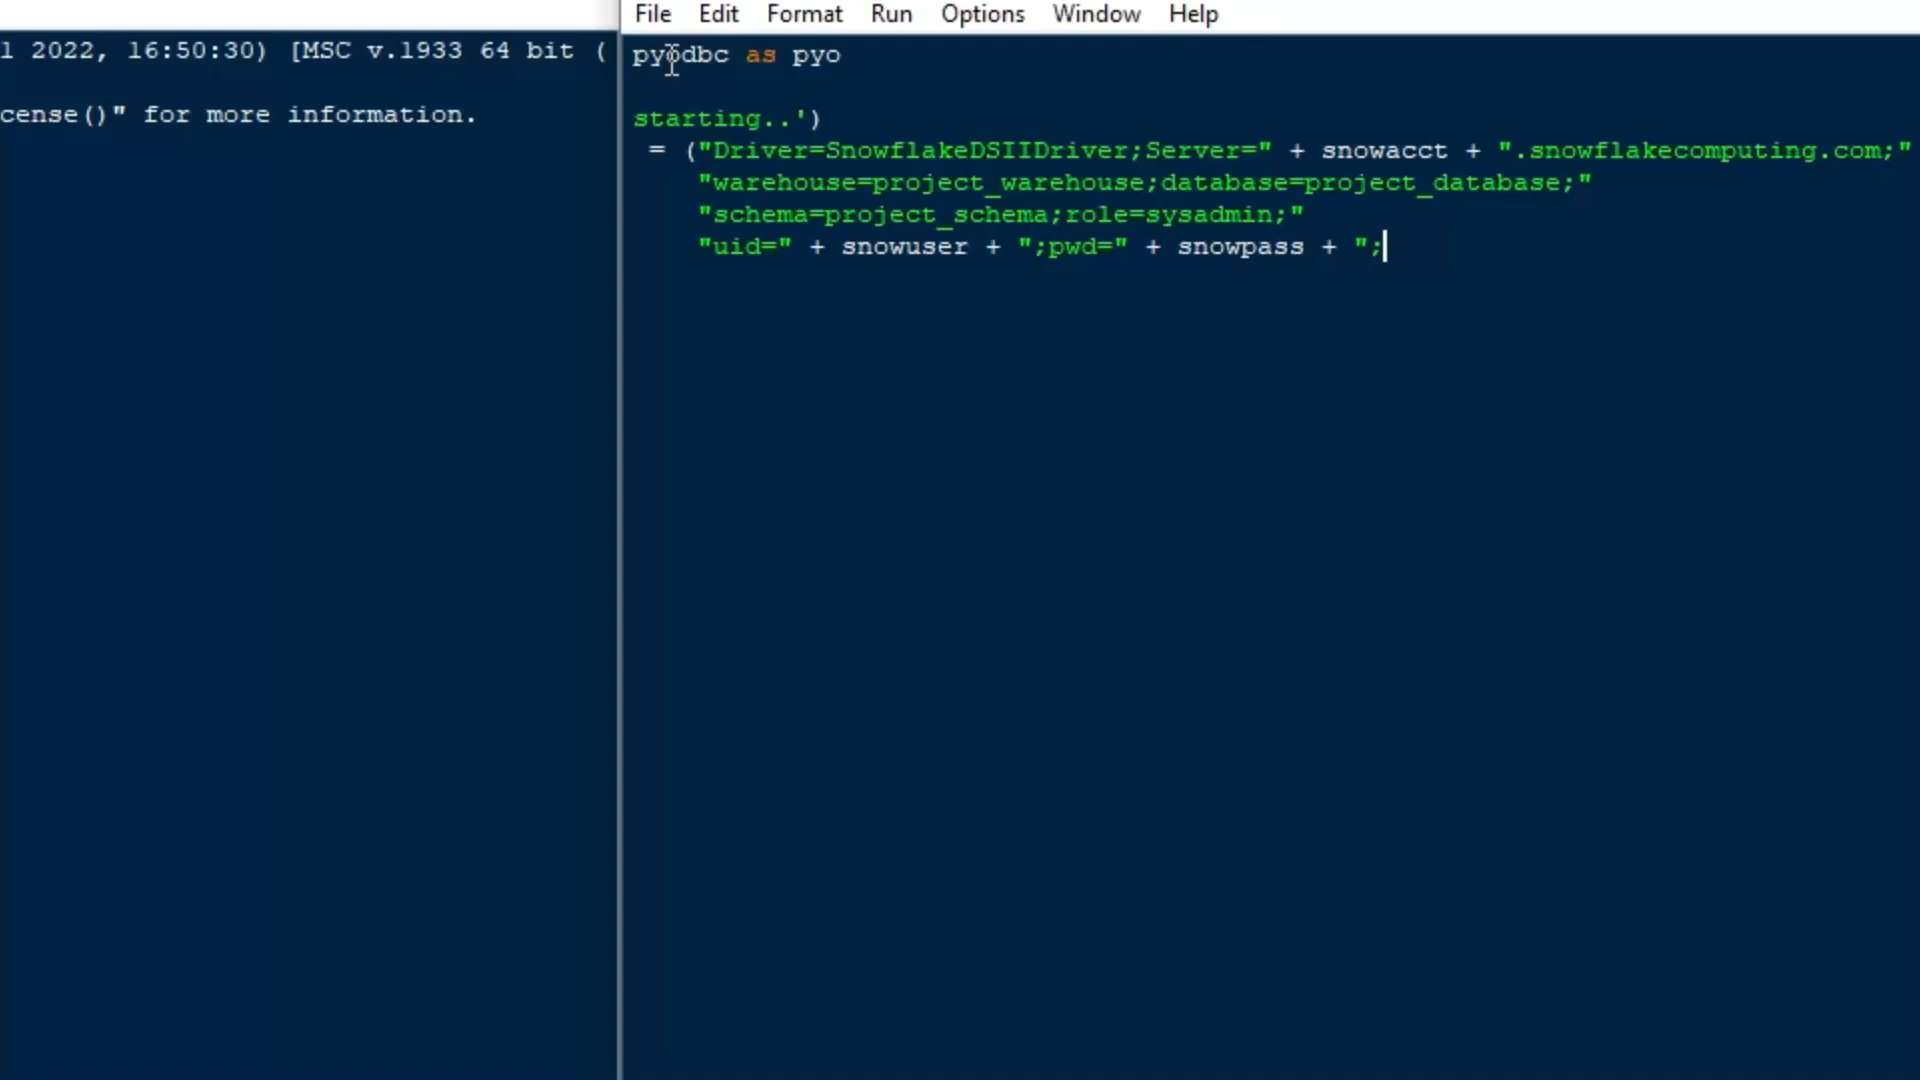 File Edit Format Run Options Window Help
l 2022, 16:50:30) [MSC v.1933 64 bit (
cense()" for more information.
pyodbc as pyo
starting..')
= ("Driver=SnowflakeDSIIDriver;Server=" + snowacct + ".snowflakecomputing.com;"
"warehouse=project_warehouse;database=project_database;"
"schema=project_schema;role=sysadmin;"
"uid=" + snowuser + ";pwd=" + snowpass + ";